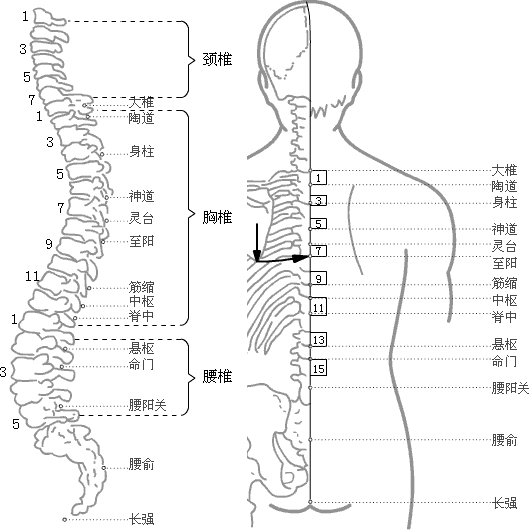 1
3
颈椎
5
7
大椎
1
陶道
3
身柱
5
神道
7
灵台
胸椎
9
至阳
11
筋缩
中枢
1
脊中
悬枢
3
命门
腰椎
5
腰阳关
腰俞
长强
大椎
1
陶道
3
身柱
5
神道
7
灵台
至阳
9
筋缩
11
中枢
脊中
13
悬枢
15
命门
腰阳关
腰俞
长强